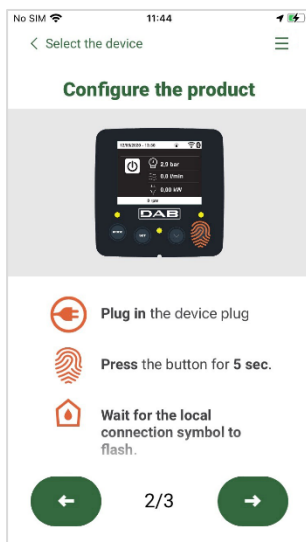 No SIM 11:44
Select the device
Configure the product
2,9 bar
0,0 l/min
0,00 kW
DAB
Plug in the device plug
Press the button for 5 sec.
Wait for the local
connection symbol to
flash.
2/3